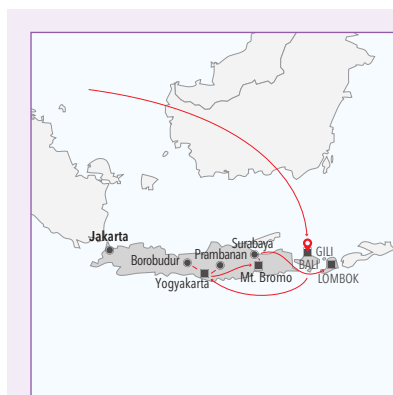 Jakarta
Surabaya
Prambanan
Borobudur
GILI
BALI
Mt. Bromo
Yogyakarta
LOMBOK